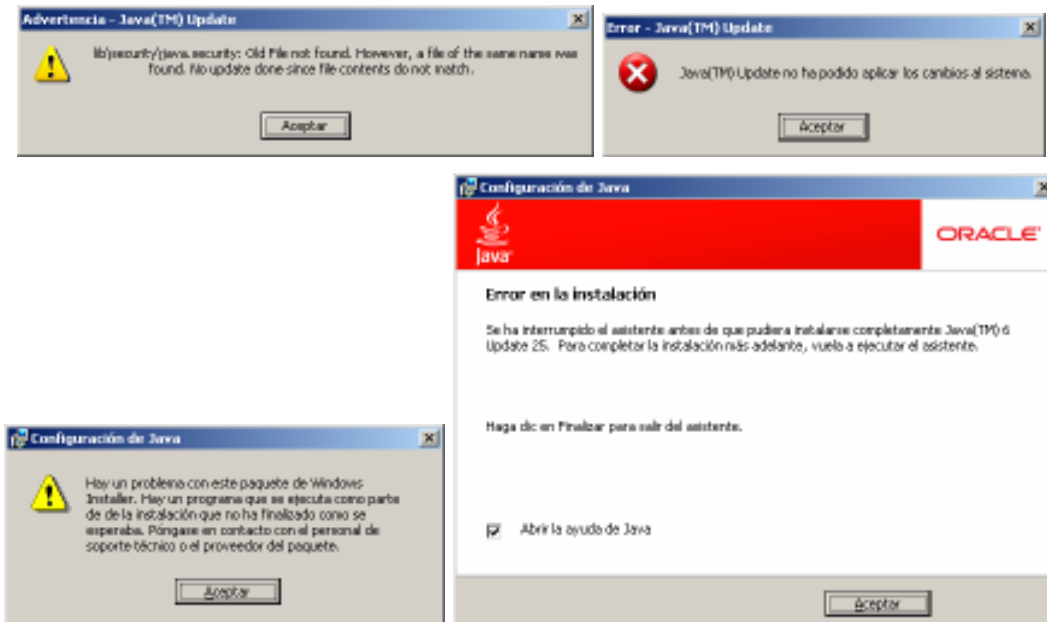 Advertencia - Java(TM) Update
lib\security\java.security: Old File not found. However, a file of the same name was
found. No update done since file contents do not match.
Aceptar
Error - Java(TM) Update
Java(TM) Update no ha podido aplicar los cambios al sistema.
Aceptar
Configuración de Java
Java
ORACLE
Error en la instalación
Se ha interrumpido el asistente antes de que pudiera instalarse completamente Java(TM) 6
Update 25. Para completar la instalación más adelante, vuela a ejecutar el asistente.
Haga clic en Finalizar para salir del asistente.
Abrir la ayuda de Java
Aceptar
Configuración de Java
Hay un problema con este paquete de Windows
Installer. Hay un programa que se ejecuta como parte
de de la instalación que no ha finalizado como se
esperaba. Póngase en contacto con el personal de
soporte técnico o el proveedor del paquete.
Aceptar